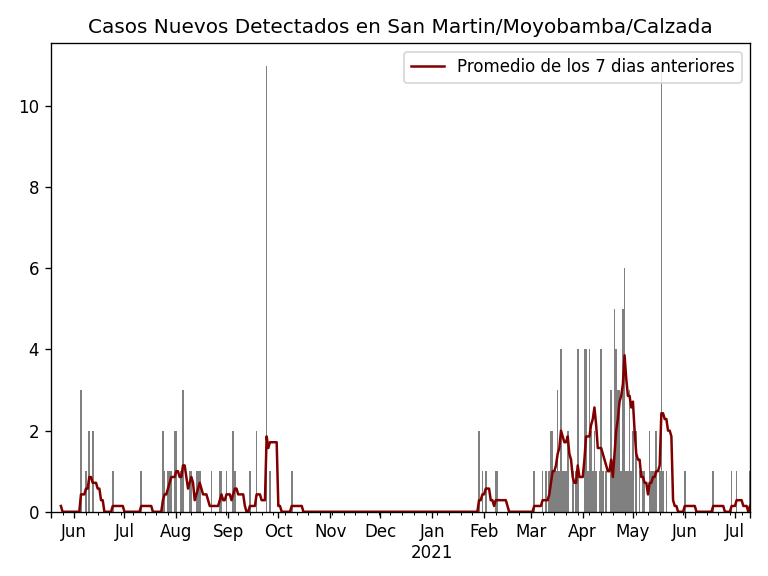 Casos Nuevos Detectados en San Martin/Moyobamba/Calzada
Promedio de los 7 dias anteriores
10
8
6
4
2
0
Jun Jul Aug Sep Oct Nov Dec Jan Feb Mar Apr May Jun Jul
2021